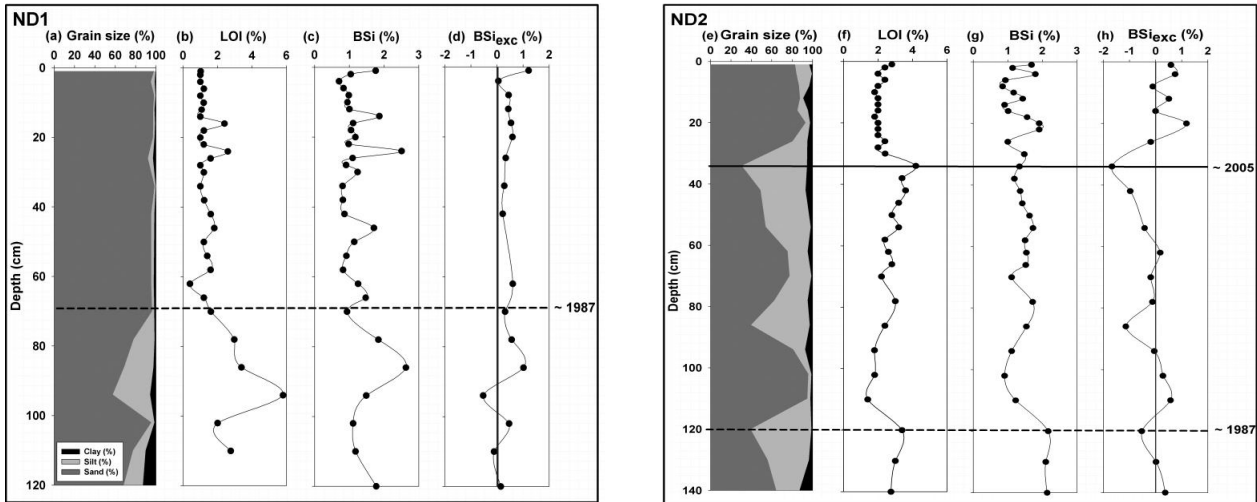 ND1
(a) Grain size (%) (b) LOI (%) (c) BSi (%) (d) BSiexc (%)
0 20 40 60 80 100 0 2 4 6 0 1 2 3 -2 -1 0 1 2
0
20
40
60
80
100
120
Depth (cm)
~ 1987
Clay (%)
Silt (%)
Sand (%)
ND2
(e) Grain size (%) (f) LOI (%) (g) BSi (%) (h) BSiexc (%)
0 20 40 60 80 100 0 2 4 6 0 1 2 3 -2 -1 0 1 2
0
20
40
60
80
100
120
140
Depth (cm)
~ 2005
~ 1987